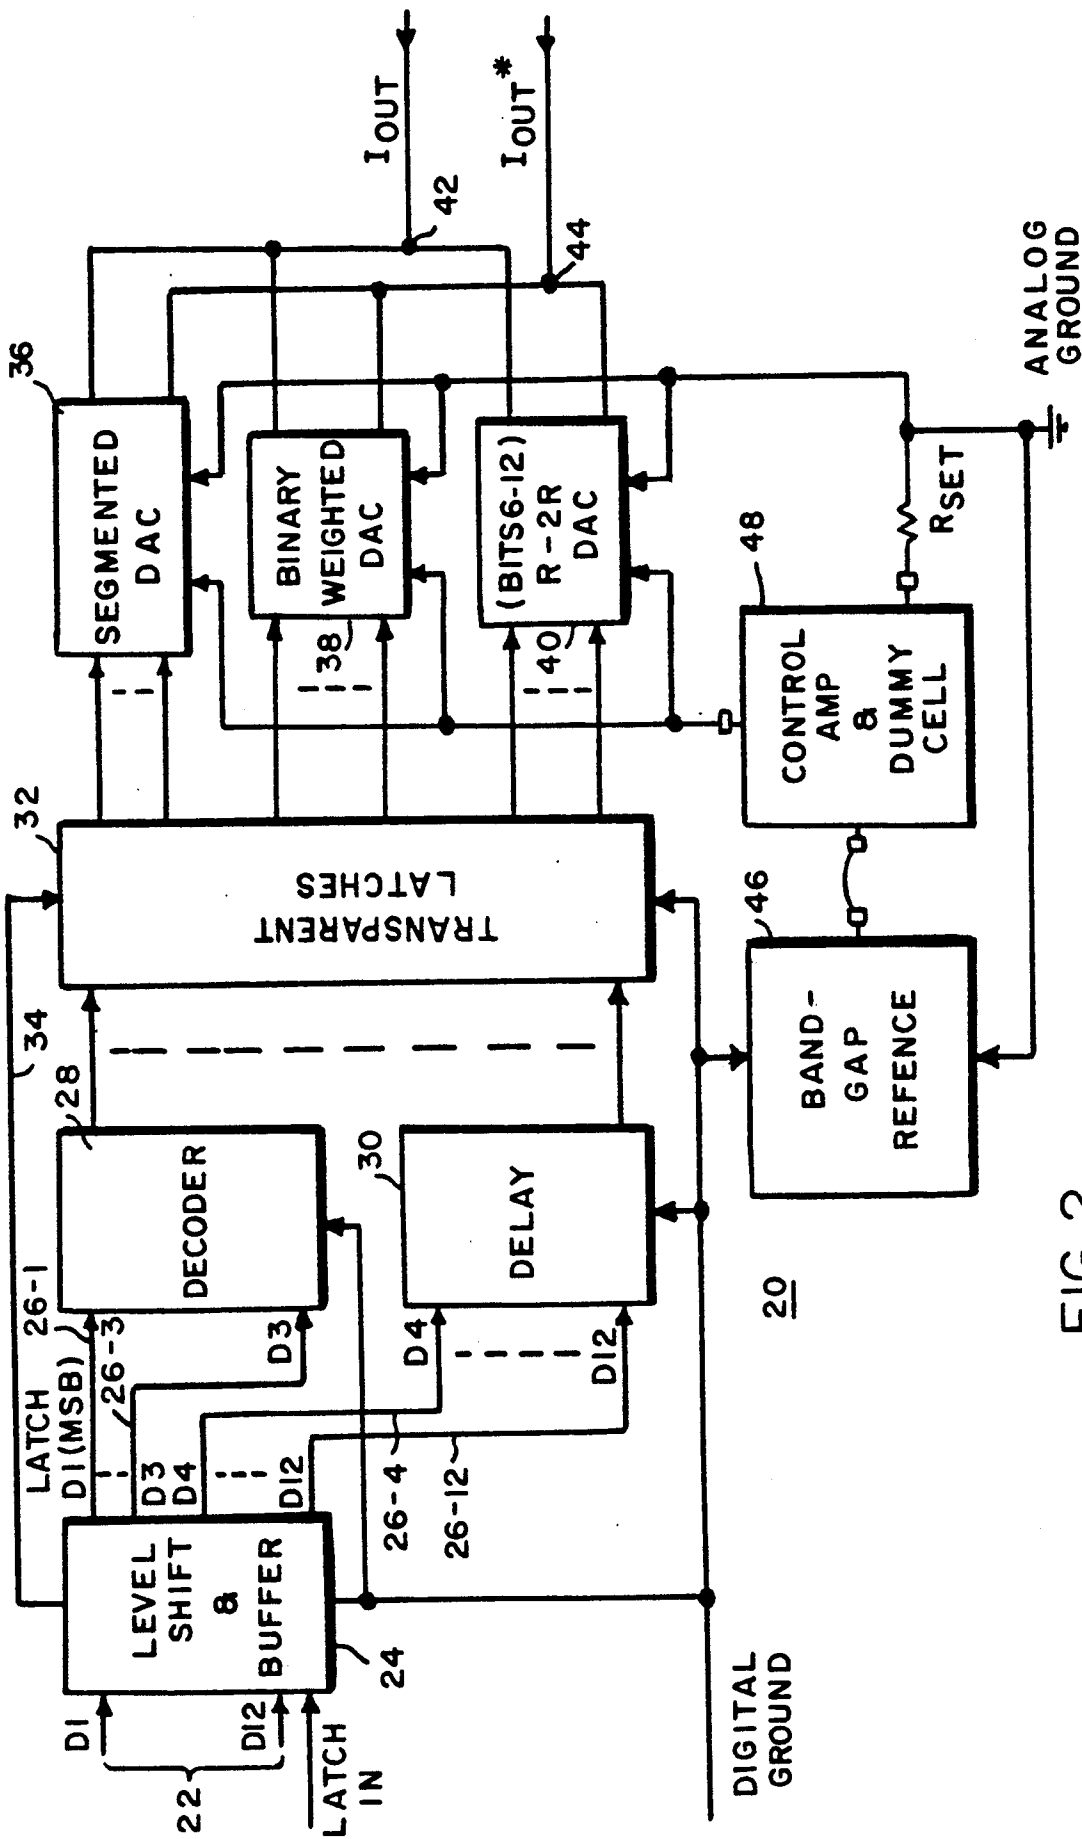 LATCH
34
D1(MSB)
26-1
26-3
D1
D12
22
LATCH
IN
LEVEL
SHIFT
&
BUFFER
24
D3
D4
D12
26-4
26-12
D3
DECODER
28
D4
D12
DELAY
30
TRANSPARENT
LATCHES
32
SEGMENTED
DAC
36
BINARY
WEIGHTED
DAC
38
(BITS6-12)
R-2R
DAC
40
IOUT
42
IOUT*
44
DIGITAL
GROUND
20
BAND-
GAP
REFENCE
46
CONTROL
AMP
&
DUMMY
CELL
48
RSET
ANALOG
GROUND